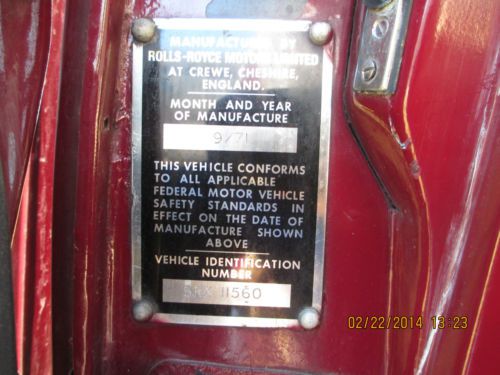 MANUFACTURED BY
ROLLS-ROYCE MOTORS LIMITED
AT CREWE, CHESHIRE,
ENGLAND.
MONTH AND YEAR
OF MANUFACTURE
9/71
THIS VEHICLE CONFORMS
TO ALL APPLICABLE
FEDERAL MOTOR VEHICLE
SAFETY STANDARDS IN
EFFECT ON THE DATE OF
MANUFACTURE SHOWN
ABOVE
VEHICLE IDENTIFICATION
NUMBER
11560
02/22/2014 13:23